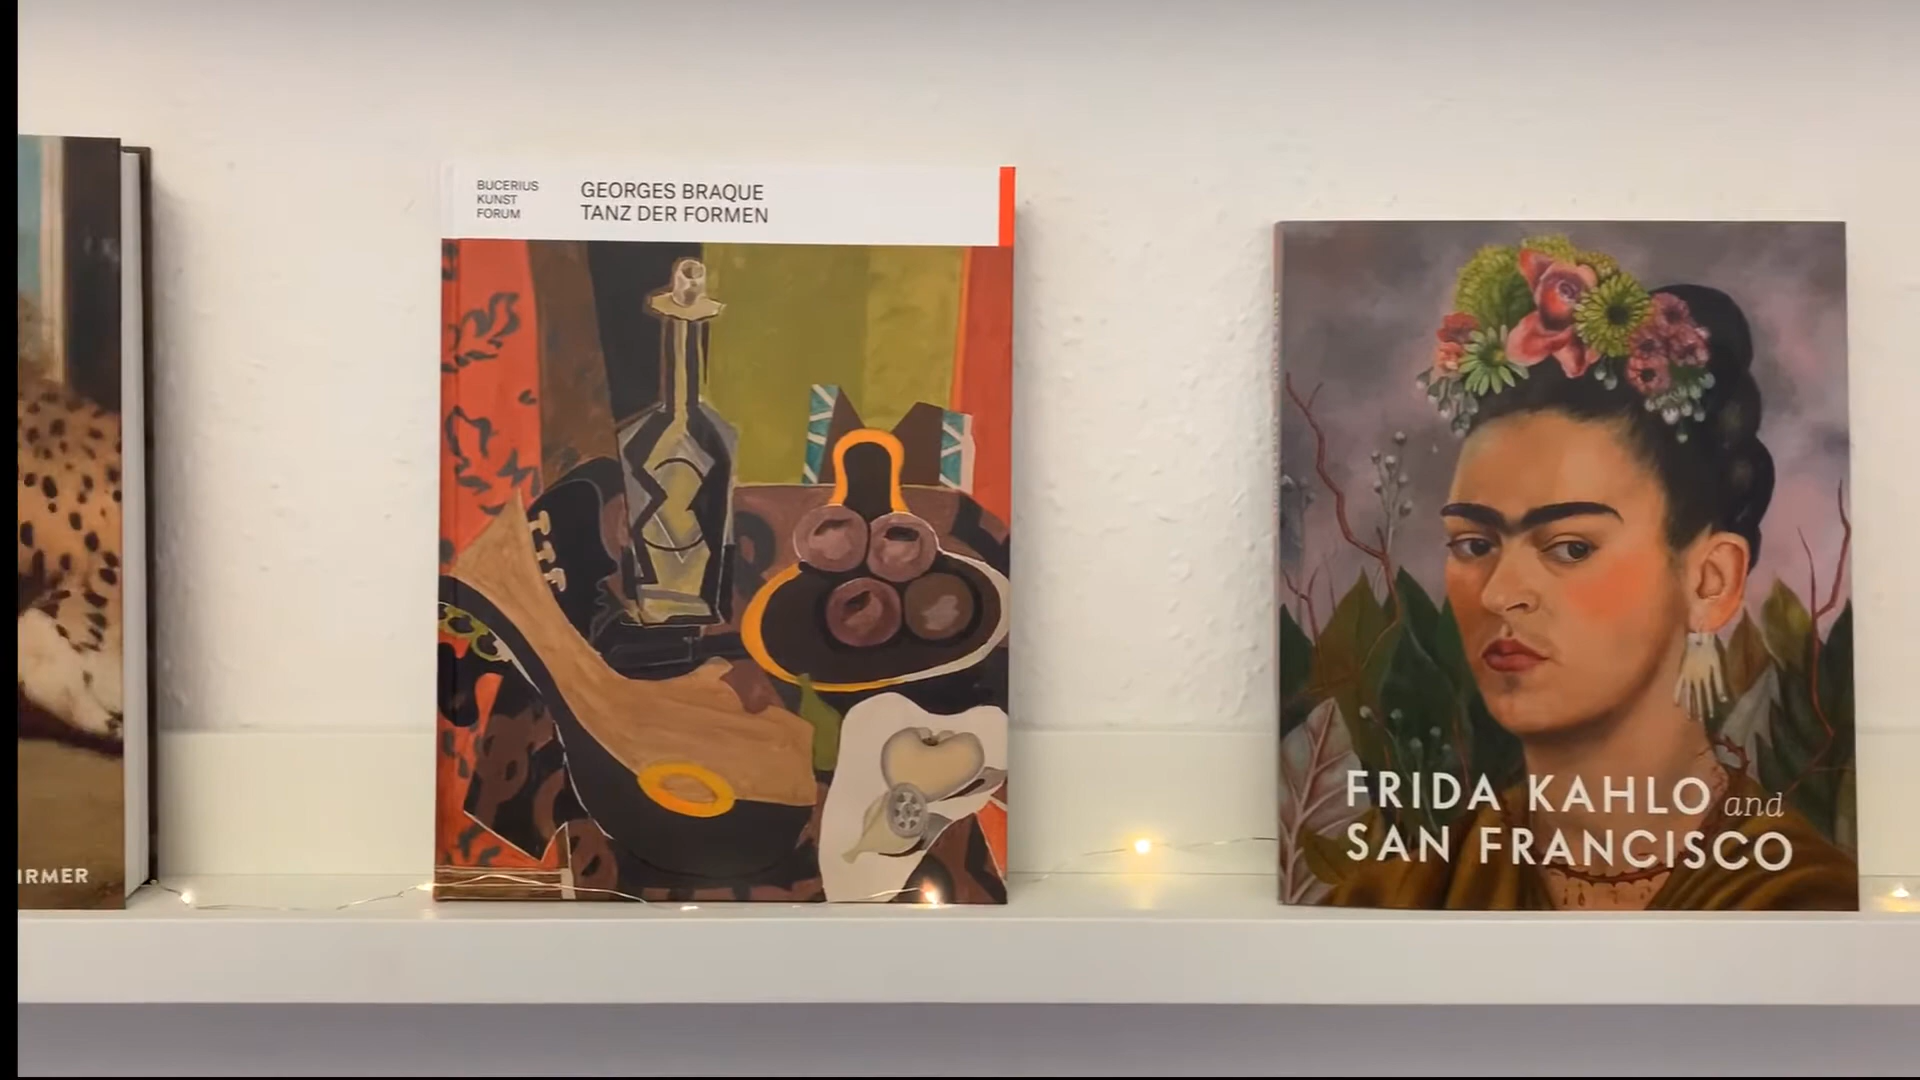 BUCERIUS
KUNST
FORUM
GEORGES BRAQUE
TANZ DER FORMEN
FRIDA KAHLO and
SAN FRANCISCO
IRMER